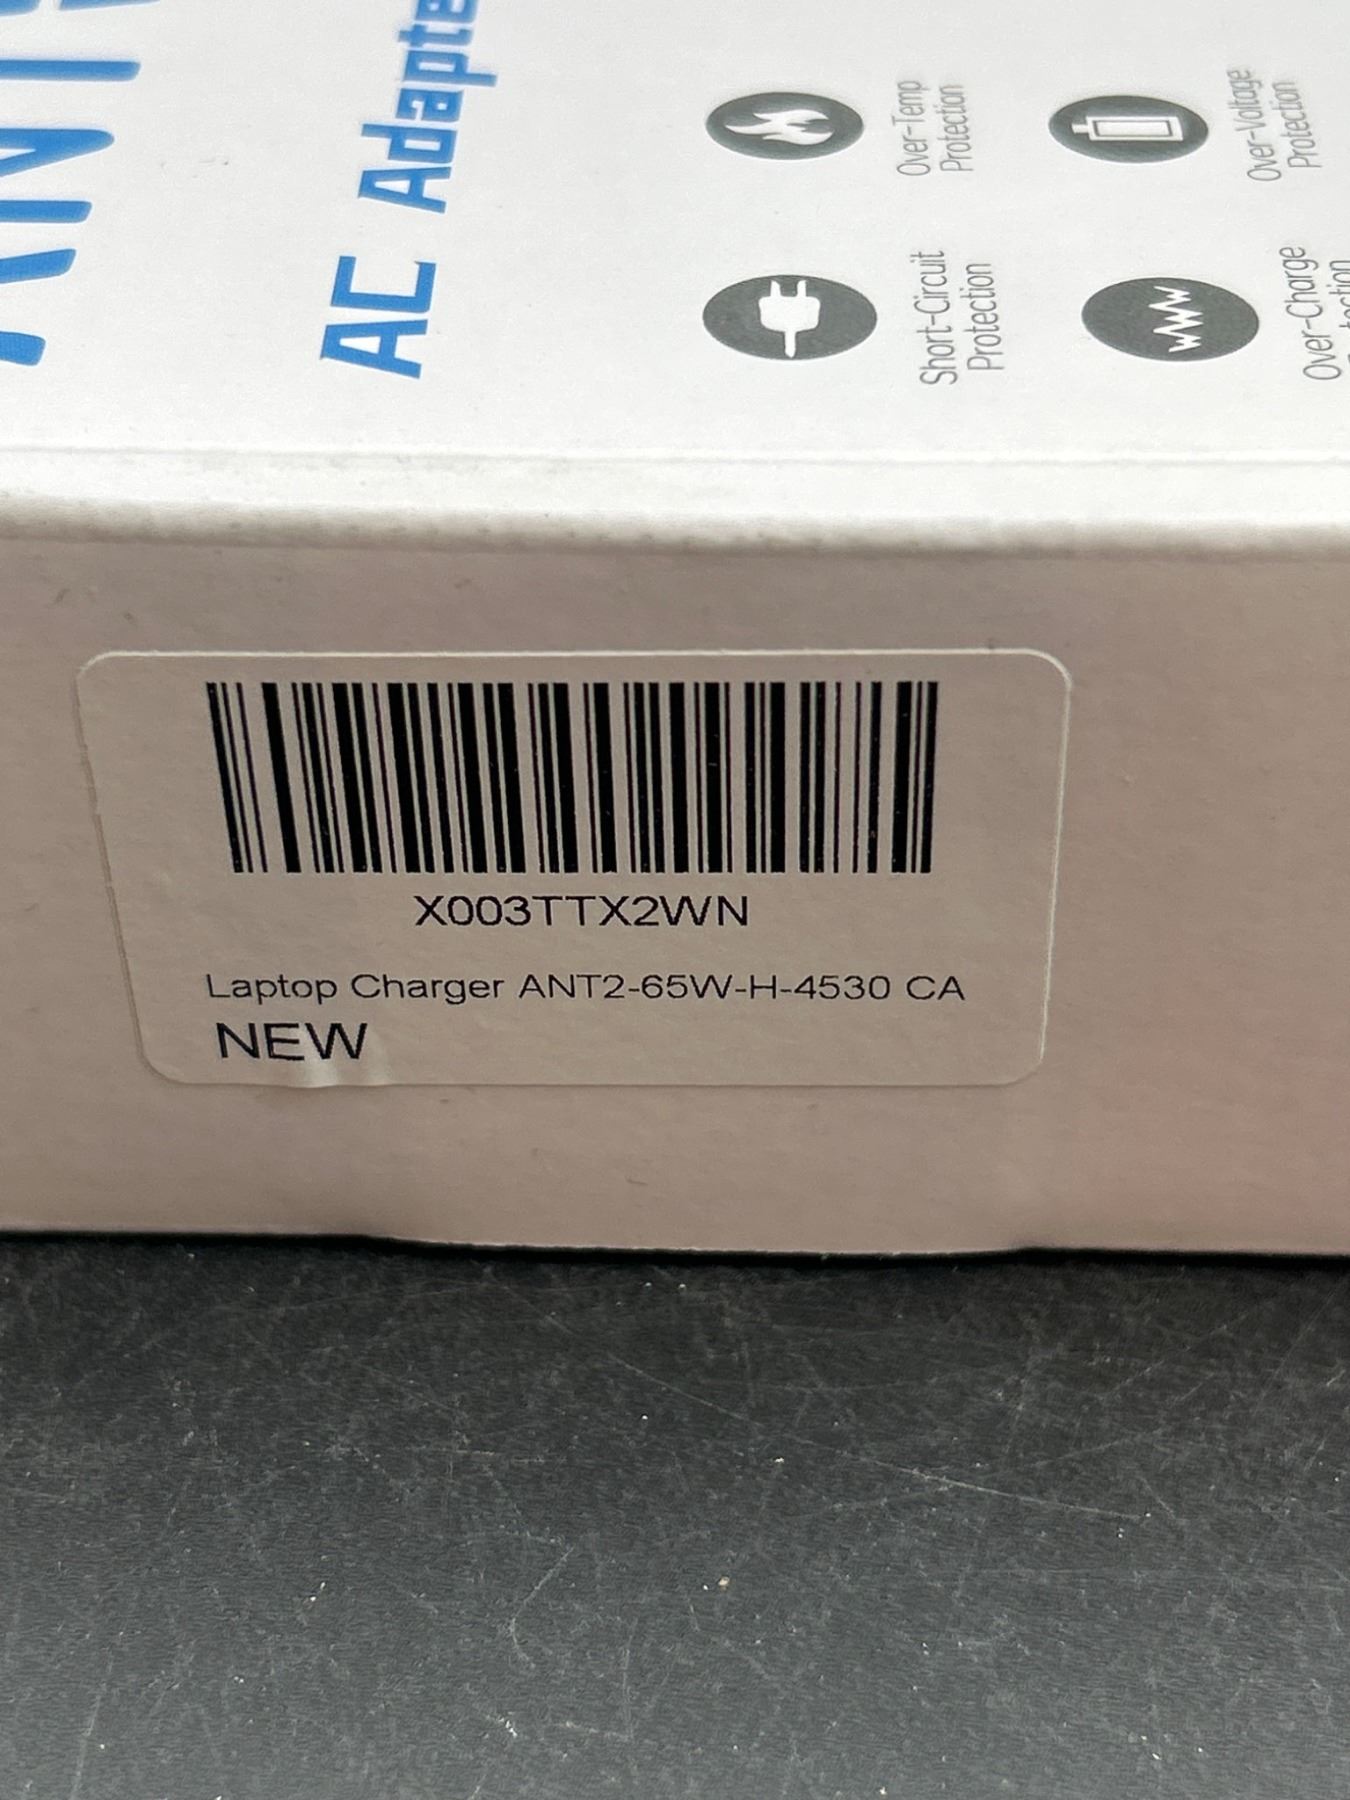 AC
Over-Temp
Protection
Over-Voltage
Protection
Short-Circuit
Protection
Over-Charge
X003TTX2WN
Laptop Charger ANT2-65W-H-4530 CA
NEW